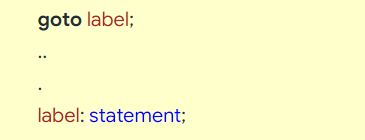 goto label;
..
.
label: statement;